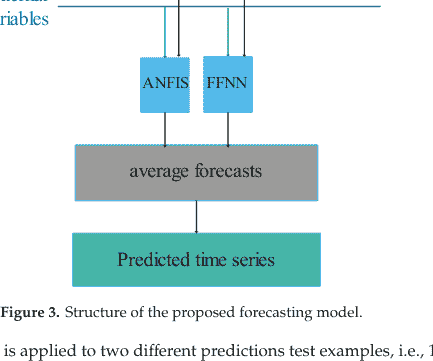 riables
ANFIS FFNN
average forecasts
Predicted time series
Figure 3. Structure of the proposed forecasting model.
is applied to two different predictions test examples, i.e., 1